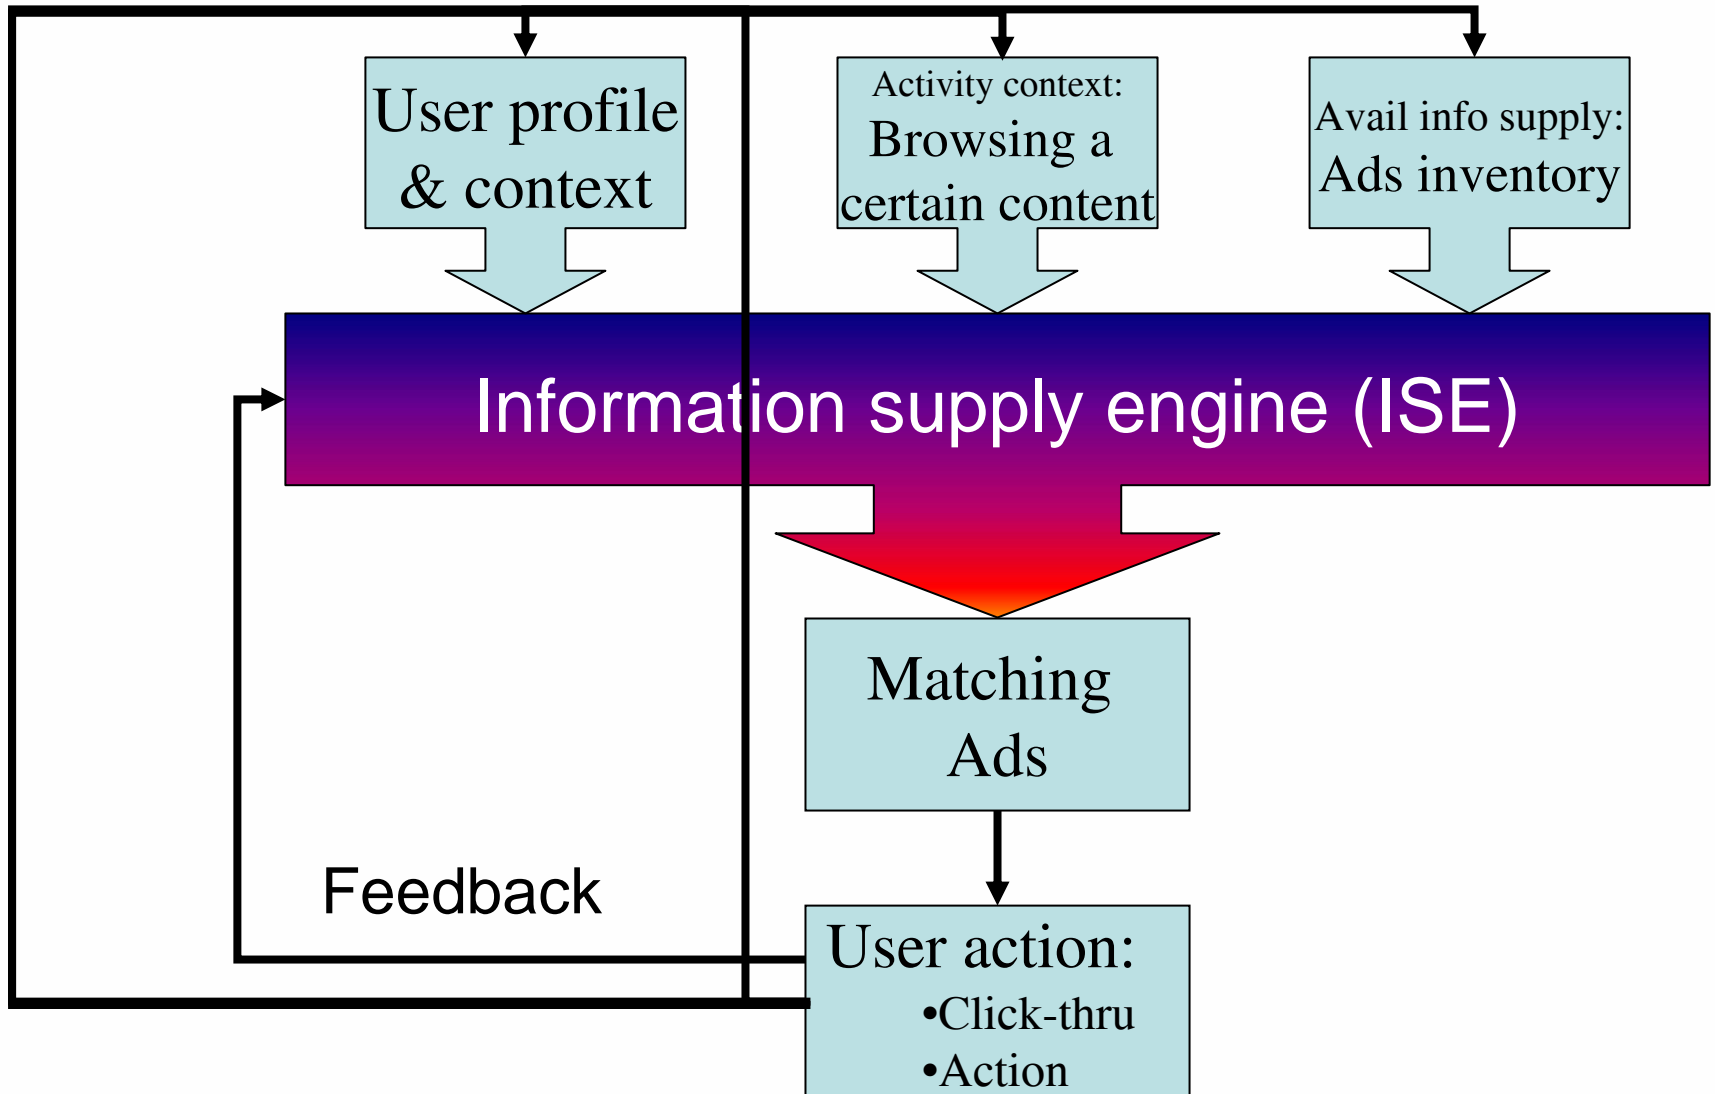 User profile
& context
Activity context:
Browsing a
certain content
Avail info supply:
Ads inventory
Information supply engine (ISE)
Matching
Ads
Feedback
User action:
•Click-thru
•Action